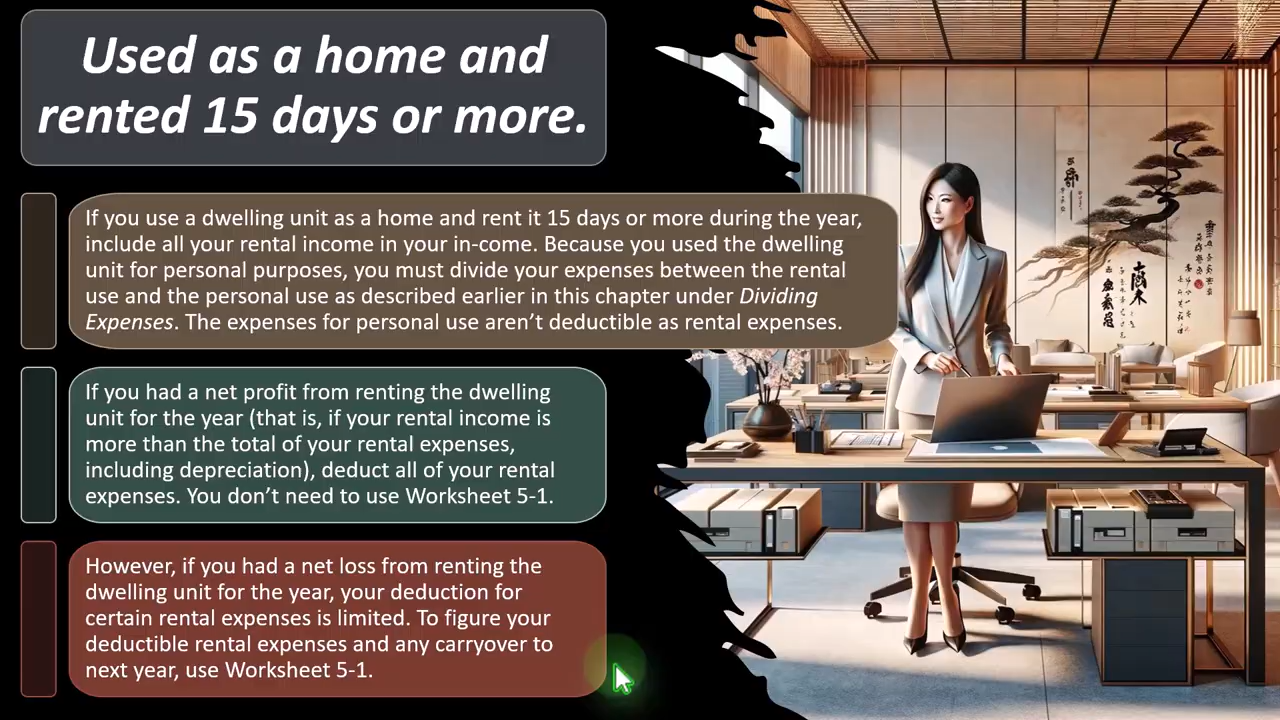 Used as a home and
rented 15 days or more.
If you use a dwelling unit as a home and rent it 15 days or more during the year,
include all your rental income in your in-come. Because you used the dwelling
unit for personal purposes, you must divide your expenses between the rental
use and the personal use as described earlier in this chapter under Dividing
Expenses. The expenses for personal use aren’t deductible as rental expenses.
If you had a net profit from renting the dwelling
unit for the year (that is, if your rental income is
more than the total of your rental expenses,
including depreciation), deduct all of your rental
expenses. You don’t need to use Worksheet 5-1.
However, if you had a net loss from renting the
dwelling unit for the year, your deduction for
certain rental expenses is limited. To figure your
deductible rental expenses and any carryover to
next year, use Worksheet 5-1.